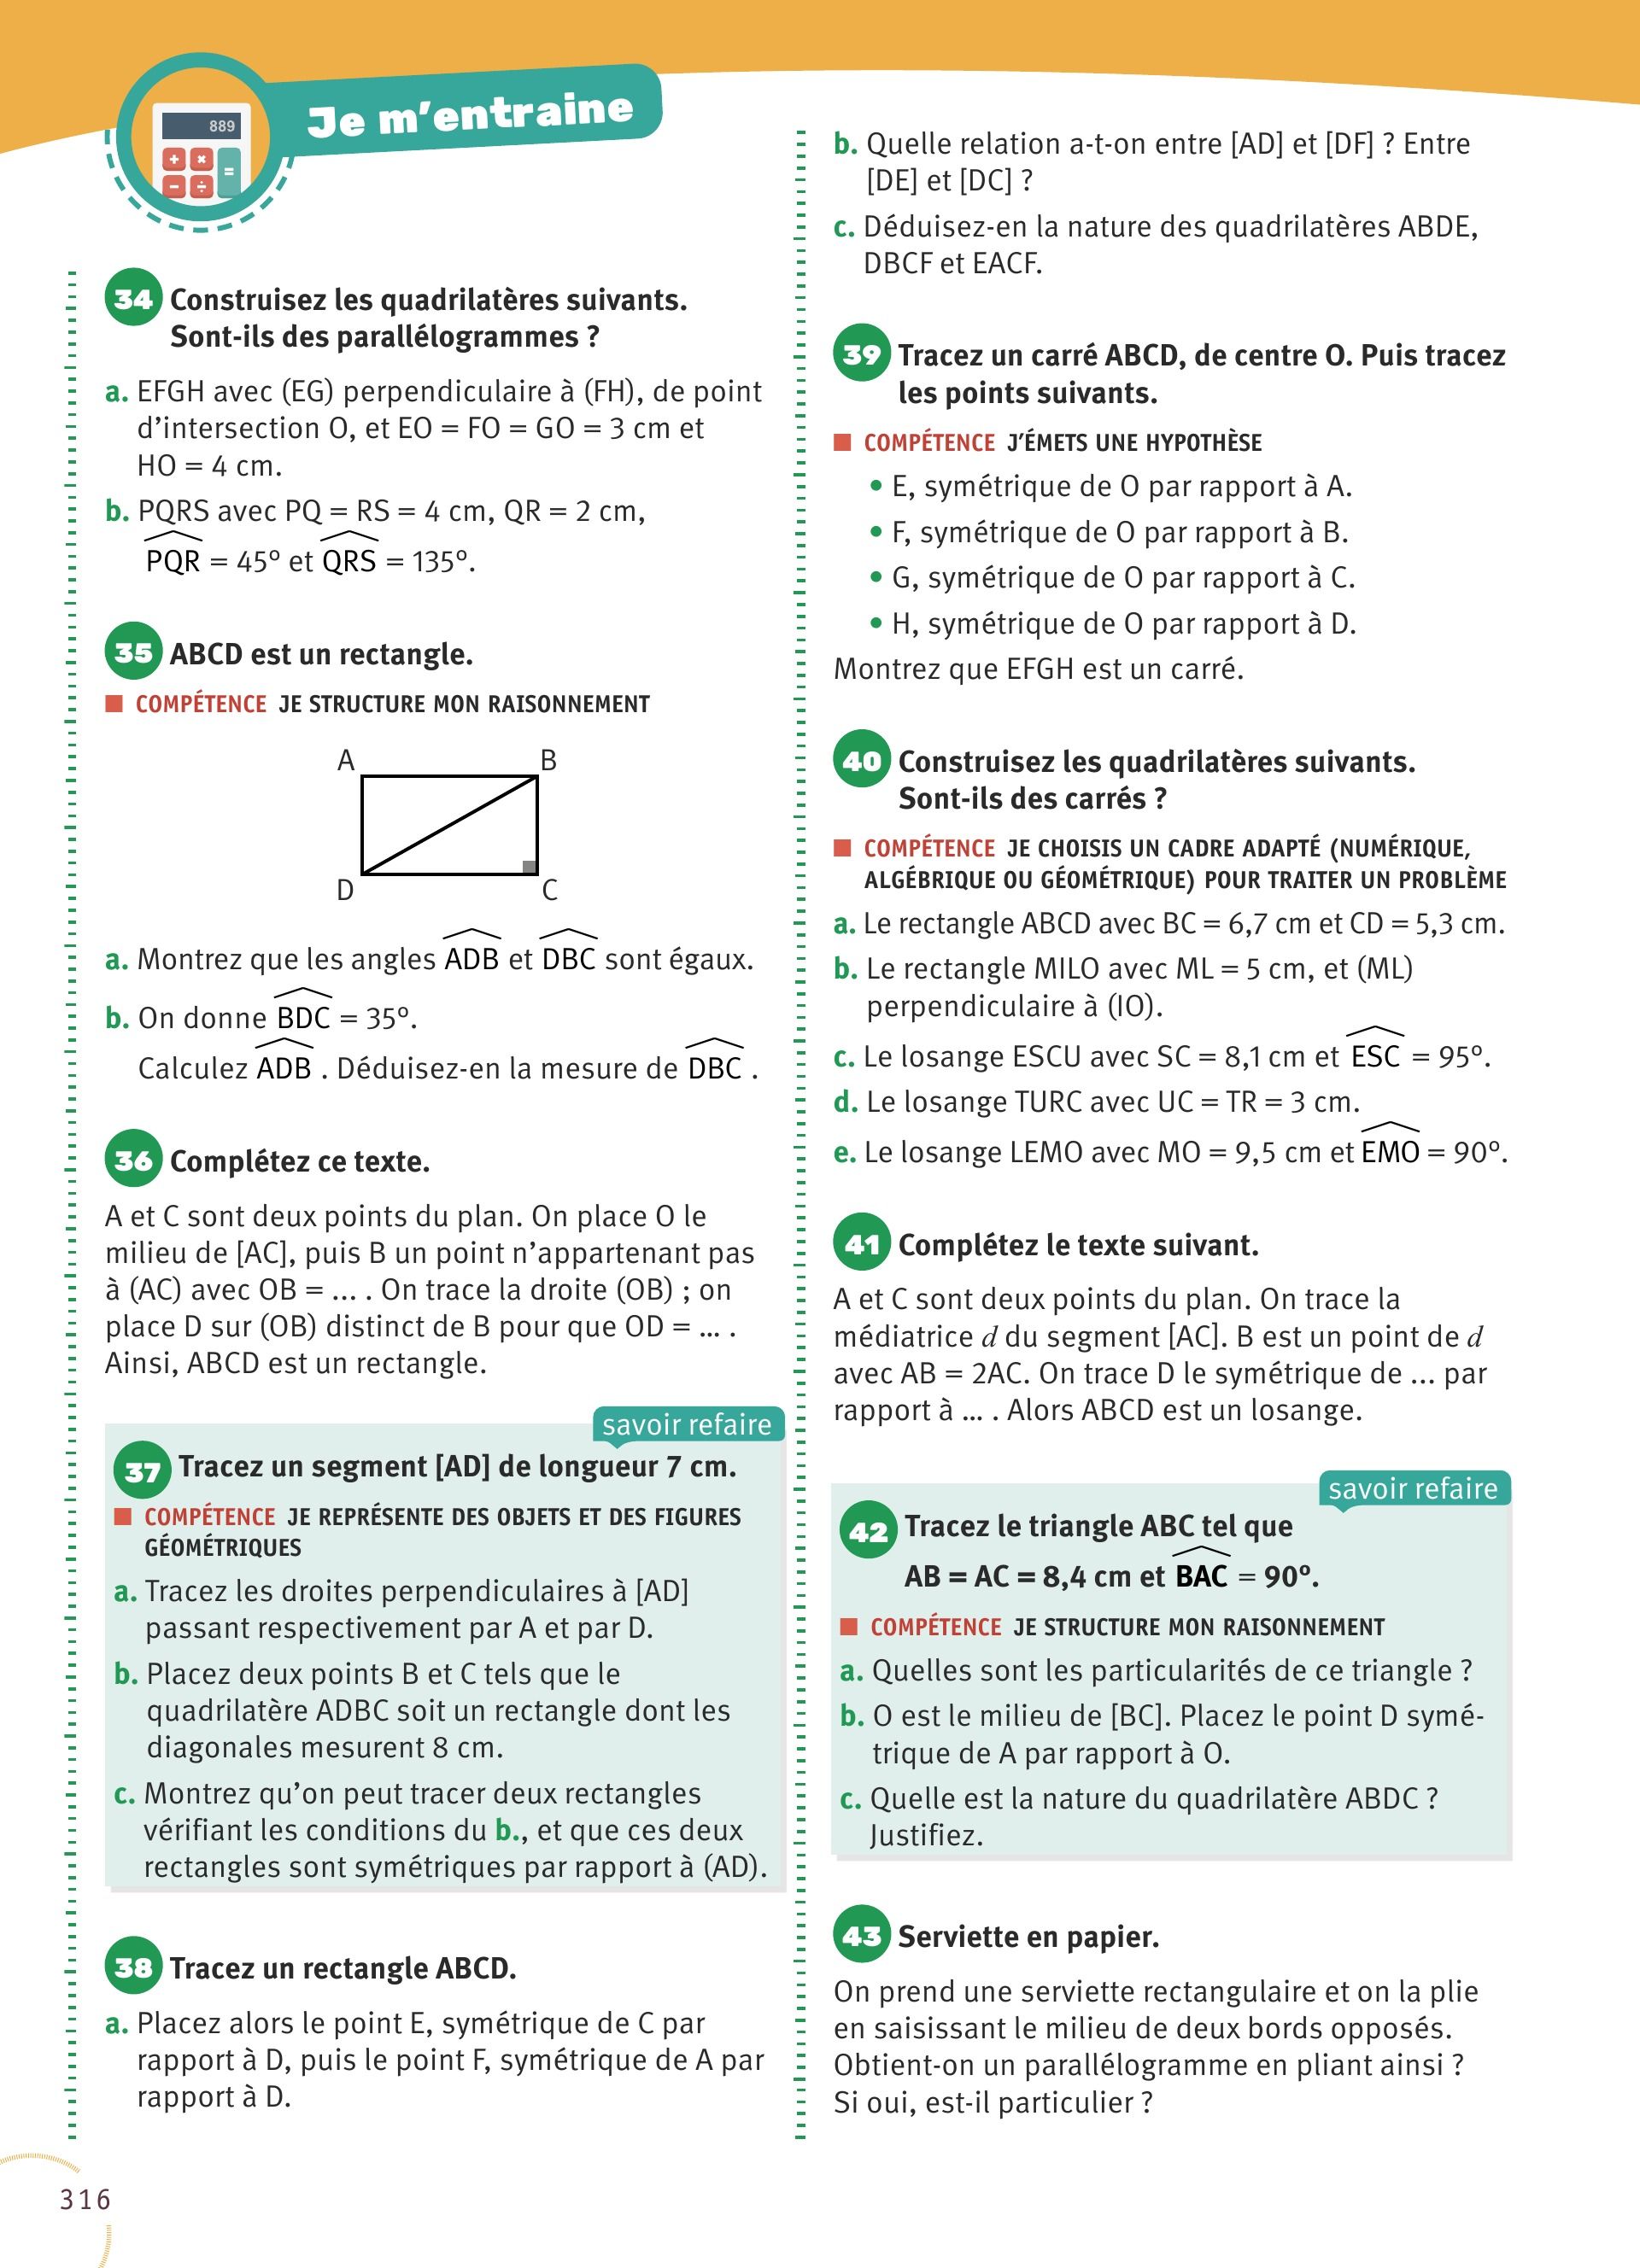 889
Je m'entraine
34 Construisez les quadrilatères suivants.
Sont-ils des parallélogrammes ?
a. EFGH avec (EG) perpendiculaire à (FH), de point
d'intersection O, et EO = FO = GO = 3 cm et
HO = 4 cm.
b. PQRS avec PQ = RS = 4 cm, QR = 2 cm,
PQR = 45° et QRS = 135°.
35 ABCD est un rectangle.
COMPÉTENCE JE STRUCTURE MON RAISONNEMENT
A B
D C
a. Montrez que les angles ADB et DBC sont égaux.
b. On donne BDC = 35°.
Calculez ADB . Déduisez-en la mesure de DBC .
36 Complétez ce texte.
A et C sont deux points du plan. On place O le
milieu de [AC], puis B un point n'appartenant pas
à (AC) avec OB = ... . On trace la droite (OB) ; on
place D sur (OB) distinct de B pour que OD = ... .
Ainsi, ABCD est un rectangle.
savoir refaire
37 Tracez un segment [AD] de longueur 7 cm.
COMPÉTENCE JE REPRÉSENTE DES OBJETS ET DES FIGURES
GÉOMÉTRIQUES
a. Tracez les droites perpendiculaires à [AD]
passant respectivement par A et par D.
b. Placez deux points B et C tels que le
quadrilatère ADBC soit un rectangle dont les
diagonales mesurent 8 cm.
c. Montrez qu'on peut tracer deux rectangles
vérifiant les conditions du b., et que ces deux
rectangles sont symétriques par rapport à (AD).
38 Tracez un rectangle ABCD.
a. Placez alors le point E, symétrique de C par
rapport à D, puis le point F, symétrique de A par
rapport à D.
b. Quelle relation a-t-on entre [AD] et [DF] ? Entre
[DE] et [DC] ?
c. Déduisez-en la nature des quadrilatères ABDE,
DBCF et EACF.
39 Tracez un carré ABCD, de centre O. Puis tracez
les points suivants.
COMPÉTENCE J'ÉMETS UNE HYPOTHÈSE
• E, symétrique de O par rapport à A.
• F, symétrique de O par rapport à B.
• G, symétrique de O par rapport à C.
• H, symétrique de O par rapport à D.
Montrez que EFGH est un carré.
40 Construisez les quadrilatères suivants.
Sont-ils des carrés ?
COMPÉTENCE JE CHOISIS UN CADRE ADAPTÉ (NUMÉRIQUE,
ALGÉBRIQUE OU GÉOMÉTRIQUE) POUR TRAITER UN PROBLÈME
a. Le rectangle ABCD avec BC = 6,7 cm et CD = 5,3 cm.
b. Le rectangle MILO avec ML = 5 cm, et (ML)
perpendiculaire à (IO).
c. Le losange ESCU avec SC = 8,1 cm et ESC = 95°.
d. Le losange TURC avec UC = TR = 3 cm.
e. Le losange LEMO avec MO = 9,5 cm et EMO = 90°.
41 Complétez le texte suivant.
A et C sont deux points du plan. On trace la
médiatrice d du segment [AC]. B est un point de d
avec AB = 2AC. On trace D le symétrique de ... par
rapport à ... . Alors ABCD est un losange.
savoir refaire
42 Tracez le triangle ABC tel que
AB = AC = 8,4 cm et BAC = 90°.
COMPÉTENCE JE STRUCTURE MON RAISONNEMENT
a. Quelles sont les particularités de ce triangle ?
b. O est le milieu de [BC]. Placez le point D symé-
trique de A par rapport à O.
c. Quelle est la nature du quadrilatère ABDC ?
Justifiez.
43 Serviette en papier.
On prend une serviette rectangulaire et on la plie
en saisissant le milieu de deux bords opposés.
Obtient-on un parallélogramme en pliant ainsi ?
Si oui, est-il particulier ?
316